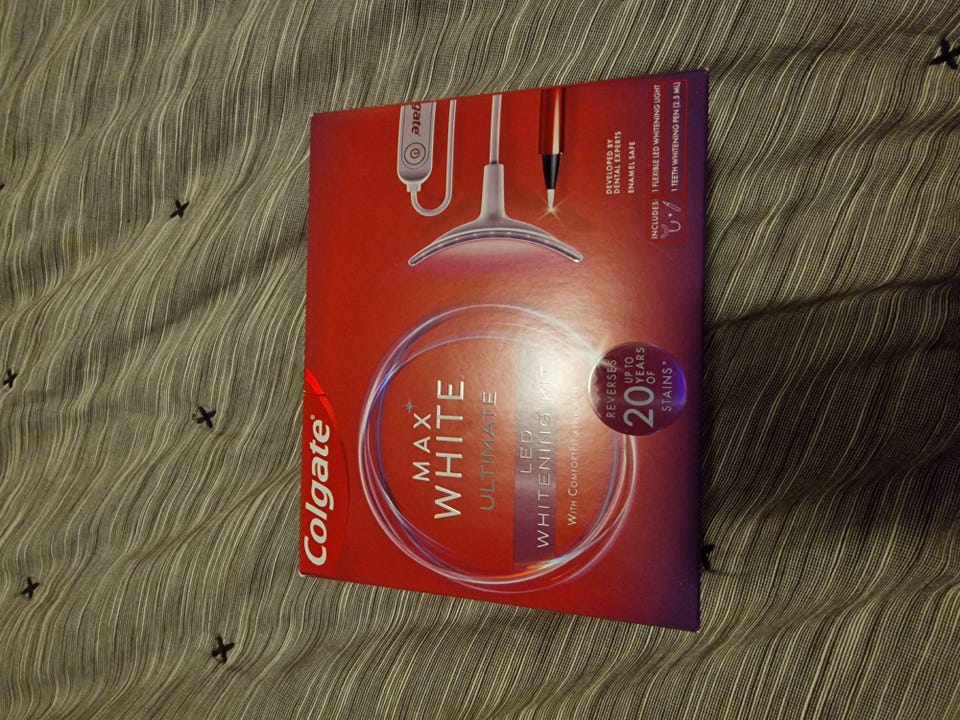 Colgate®
MAX
WHITE
ULTIMATE
LED
WHITENING KIT
REVERSES
UP TO
20 YEARS
OF
STAINS*
gate
DEVELOPED BY
DENTAL EXPERTS
ENAMEL SAFE
INCLUDES: 1 FLEXIBLE LED WHITENING LIGHT
1 TEETH WHITENING PEN (2.5 ML)